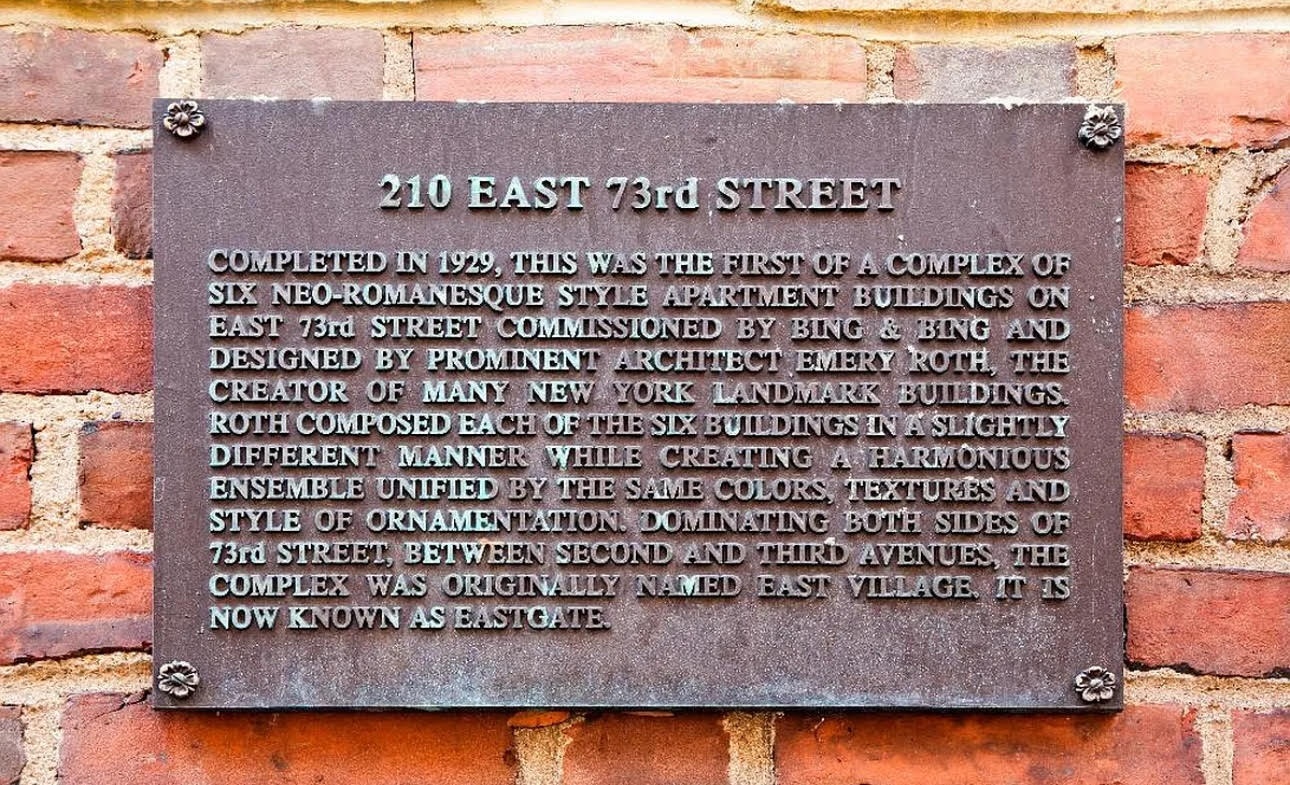 210 EAST 73rd STREET
COMPLETED IN 1929, THIS WAS THE FIRST OF A COMPLEX OF
SIX NEO-ROMANESQUE STYLE APARTMENT BUILDINGS ON
EAST 73rd STREET COMMISSIONED BY BING & BING AND
DESIGNED BY PROMINENT ARCHITECT EMERY ROTH, THE
CREATOR OF MANY NEW YORK LANDMARK BUILDINGS.
ROTH COMPOSED EACH OF THE SIX BUILDINGS IN A SLIGHTLY
DIFFERENT MANNER WHILE CREATING A HARMONIOUS
ENSEMBLE UNIFIED BY THE SAME COLORS, TEXTURES AND
STYLE OF ORNAMENTATION. DOMINATING BOTH SIDES OF
73rd STREET, BETWEEN SECOND AND THIRD AVENUES, THE
COMPLEX WAS ORIGINALLY NAMED EAST VILLAGE. IT IS
NOW KNOWN AS EASTGATE.